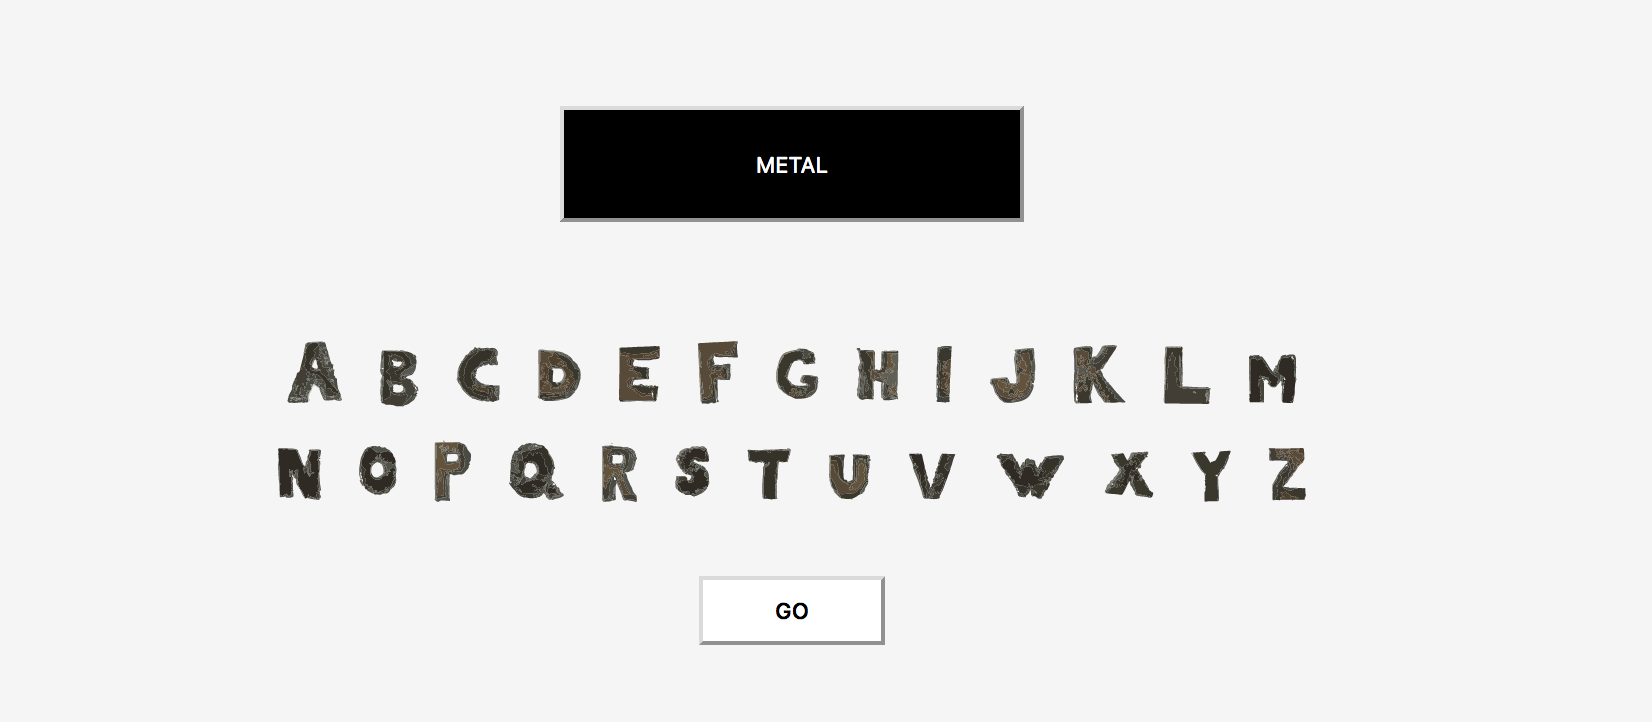 METAL
A B C D E F G H I J K L M
N O P Q R S T U V W X Y Z
GO